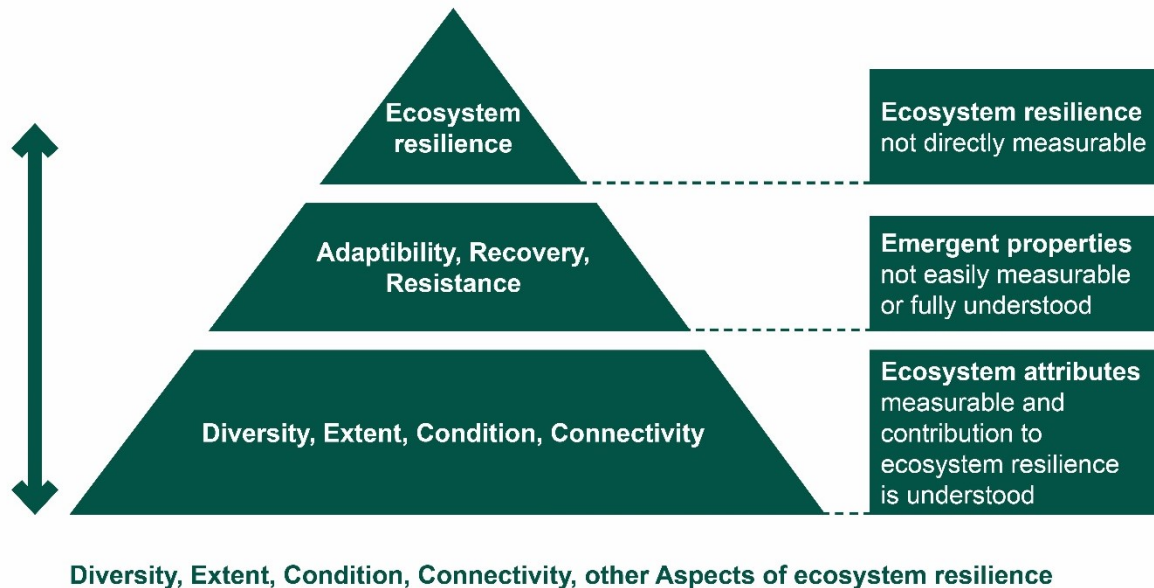 Ecosystem
resilience
Ecosystem resilience
not directly measurable
Adaptibility, Recovery,
Resistance
Emergent properties
not easily measurable
or fully understood
Diversity, Extent, Condition, Connectivity
Ecosystem attributes
measurable and
contribution to
ecosystem resilience
is understood
Diversity, Extent, Condition, Connectivity, other Aspects of ecosystem resilience